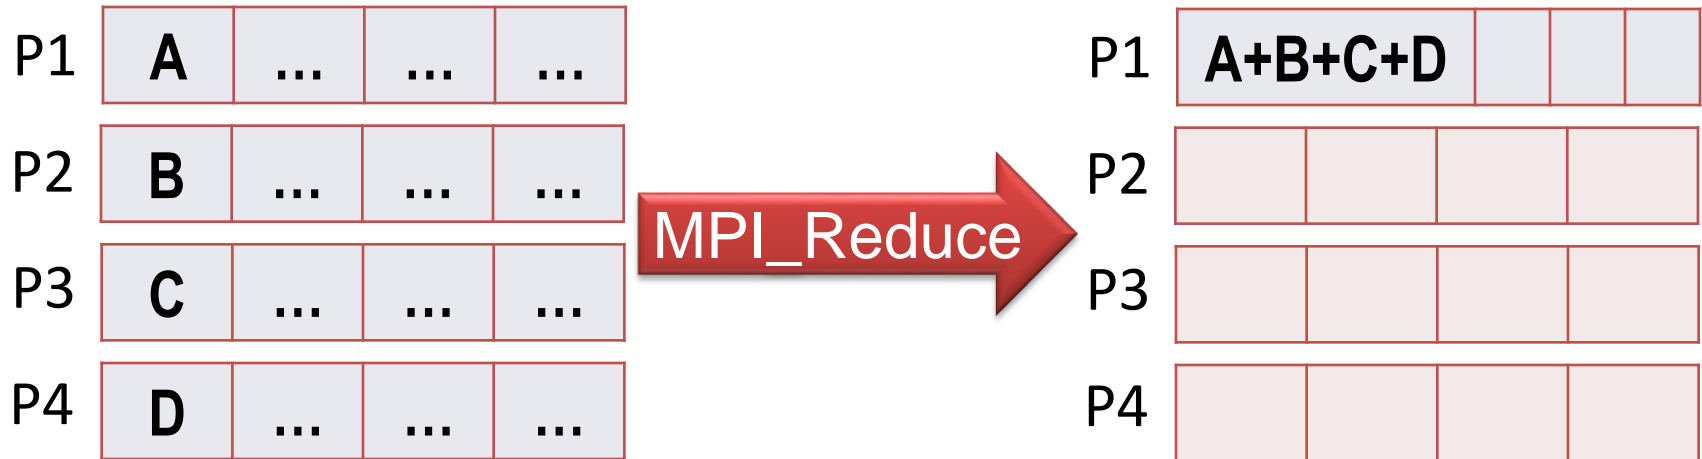 P1 A ... ... ... P1 A+B+C+D
P2 B ... ... ... P2
MPI_Reduce
P3 C ... ... ... P3
P4 D ... ... ... P4